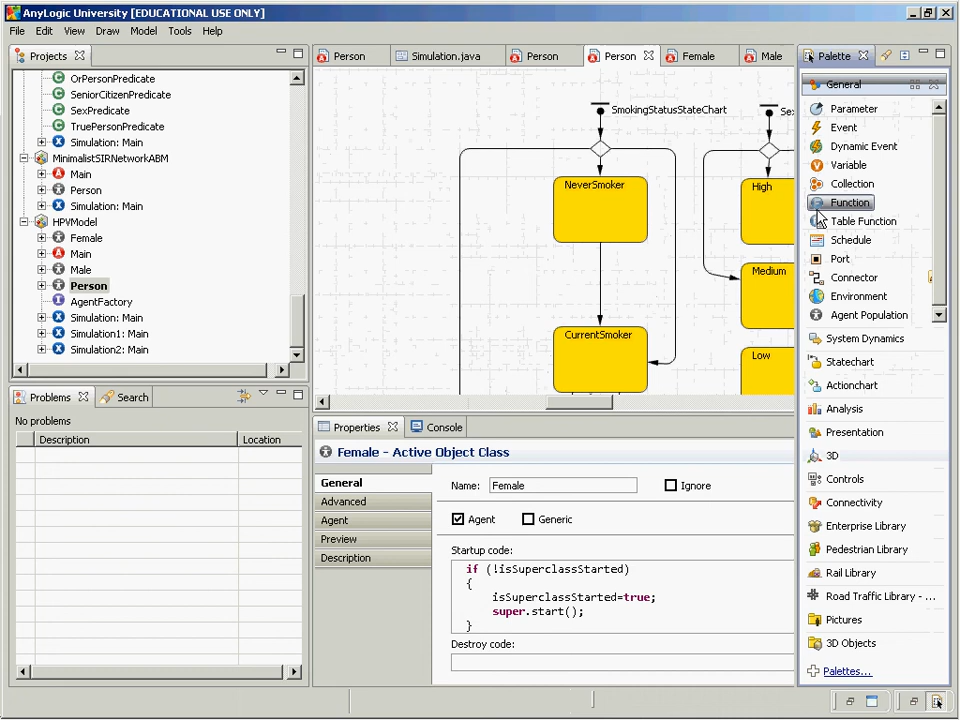 AnyLogic University [EDUCATIONAL USE ONLY]
File Edit View Draw Model Tools Help
Projects
OrPersonPredicate
SeniorCitizenPredicate
SexPredicate
TruePersonPredicate
Simulation: Main
MinimalistSIRNetworkABM
Main
Person
Simulation: Main
HPVModel
Female
Main
Male
Person
AgentFactory
Simulation: Main
Simulation1: Main
Simulation2: Main
Problems Search
No problems
Description Location
Person Simulation.java Person Person Female Male
SmokingStatusStateChart
NeverSmoker
CurrentSmoker
Sex
High
Medium
Low
Properties Console
Female - Active Object Class
General
Advanced
Agent
Preview
Description
Name: Female Ignore
Agent Generic
Startup code:
if (!isSuperclassStarted)
{
isSuperclassStarted=true;
super.start();
}
Destroy code:
Palette
General
Parameter
Event
Dynamic Event
Variable
Collection
Function
Table Function
Schedule
Port
Connector
Environment
Agent Population
System Dynamics
Statechart
Actionchart
Analysis
Presentation
3D
Controls
Connectivity
Enterprise Library
Pedestrian Library
Rail Library
Road Traffic Library - ...
Pictures
3D Objects
Palettes...